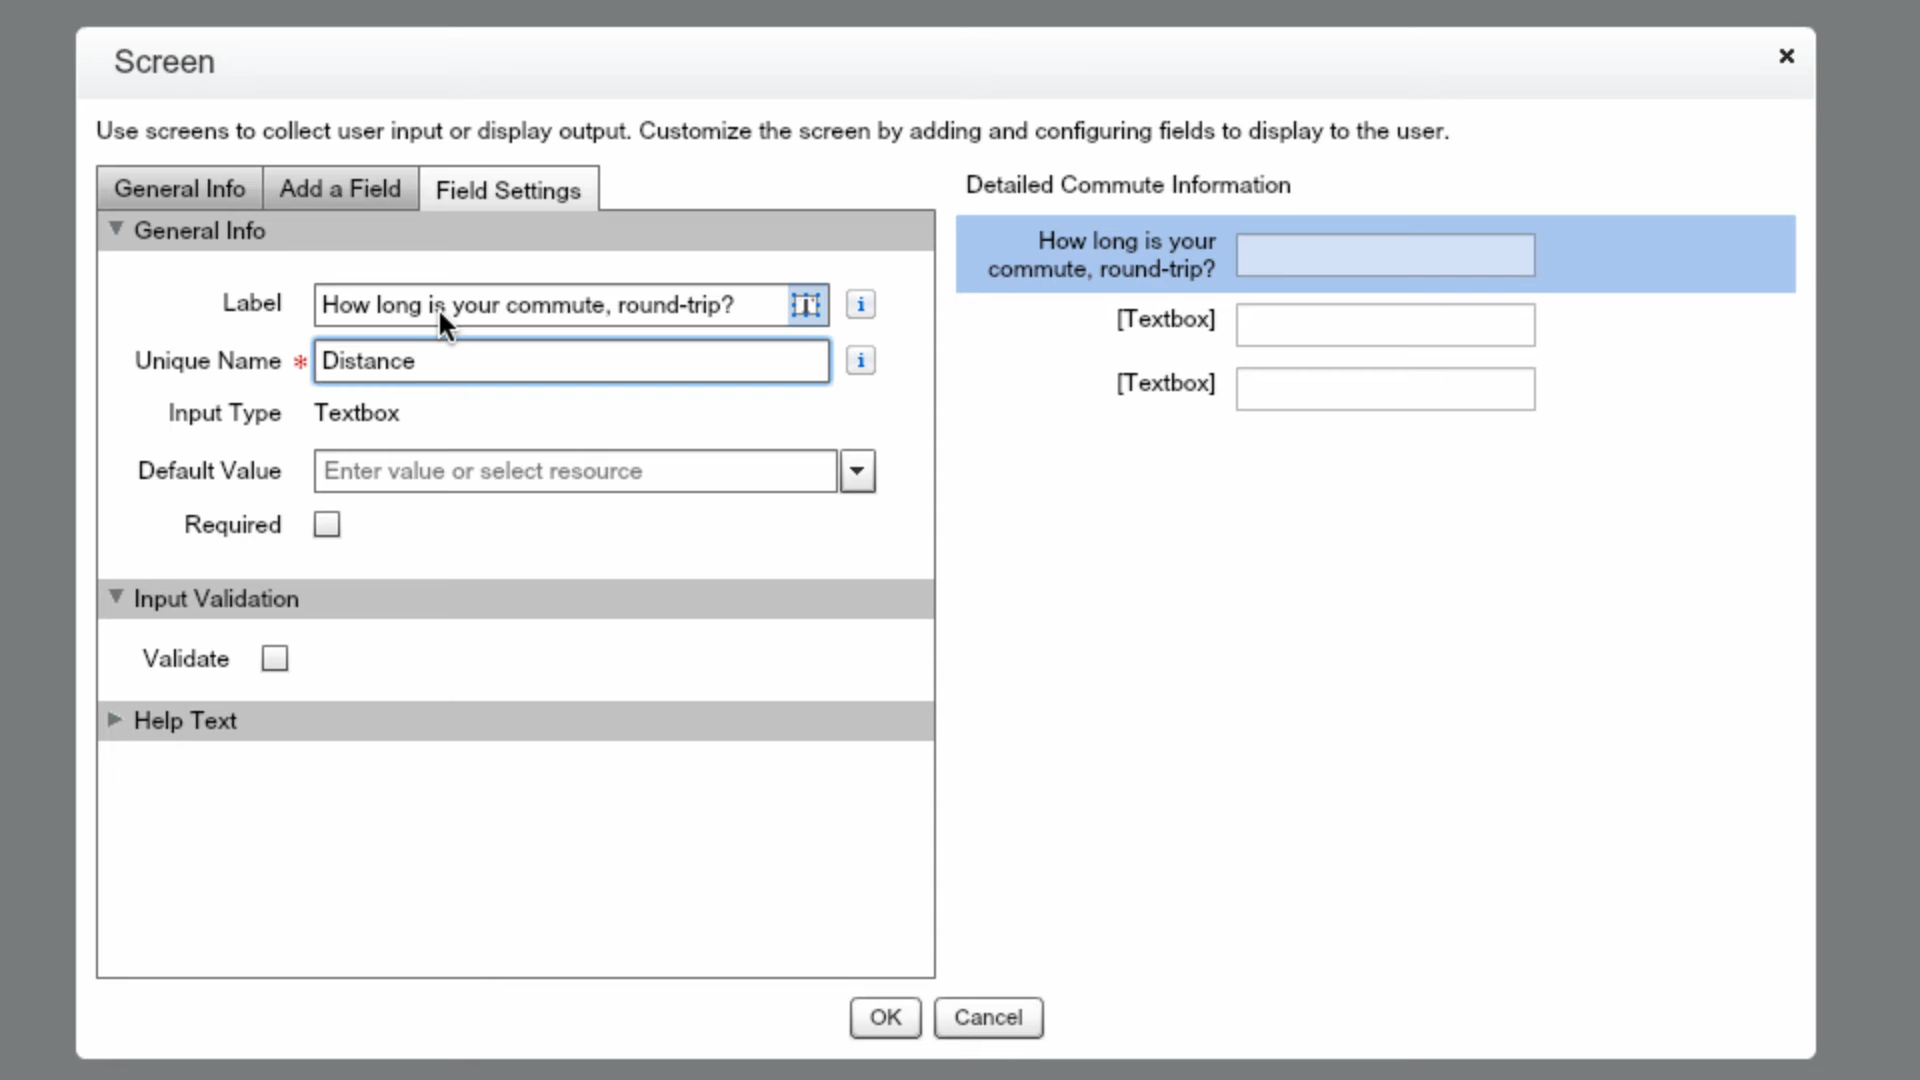 Screen
Use screens to collect user input or display output. Customize the screen by adding and configuring fields to display to the user.
General Info
Add a Field
Field Settings
General Info
Label
How long is your commute, round-trip?
Unique Name *
Distance
Input Type
Textbox
Default Value
Enter value or select resource
Required
Input Validation
Validate
Help Text
Detailed Commute Information
How long is your
commute, round-trip?
[Textbox]
[Textbox]
OK
Cancel